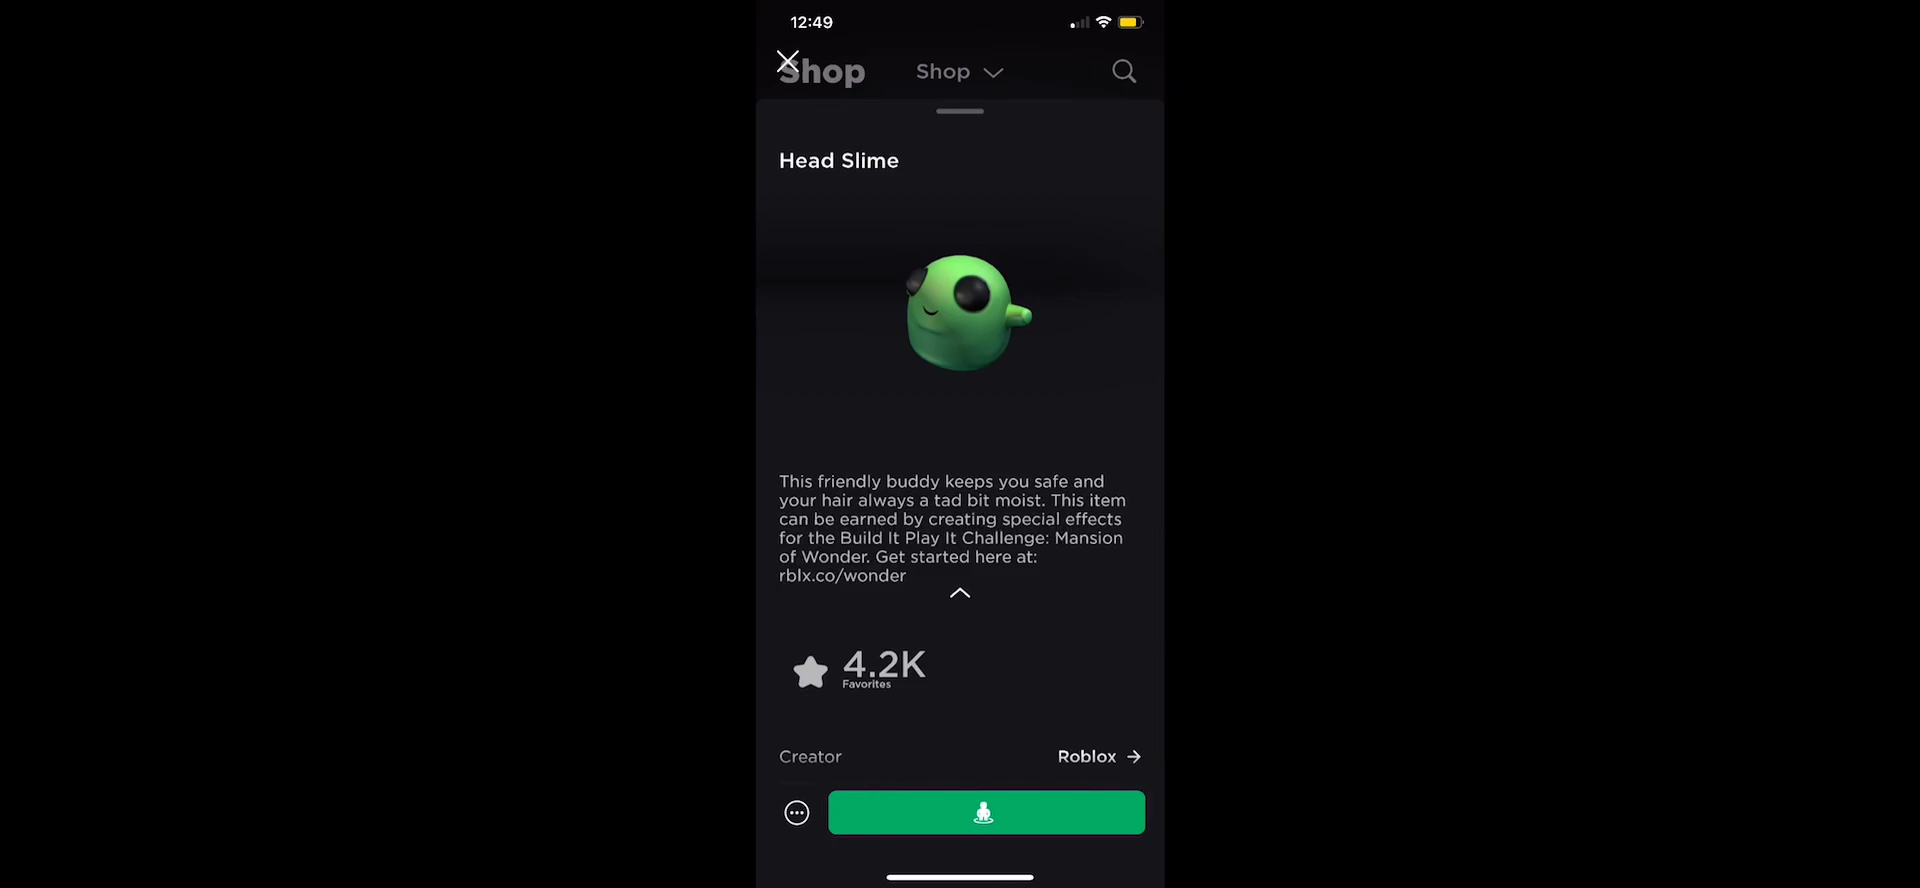 12:49
Shop
Shop
Head Slime
This friendly buddy keeps you safe and
your hair always a tad bit moist. This item
can be earned by creating special effects
for the Build It Play It Challenge: Mansion
of Wonder. Get started here at:
rblx.co/wonder
4.2K
Favorites
Creator
Roblox